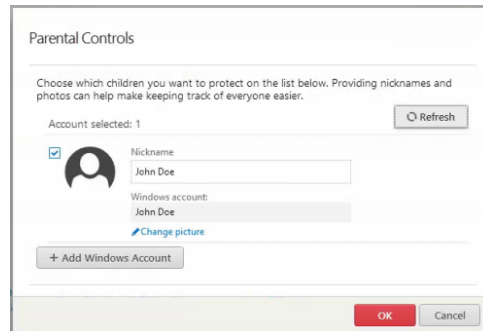 Parental Controls
Choose which children you want to protect on the list below. Providing nicknames and
photos can help make keeping track of everyone easier.
Refresh
Account selected: 1
Nickname
John Doe
Windows account:
John Doe
Change picture
+ Add Windows Account
OK Cancel